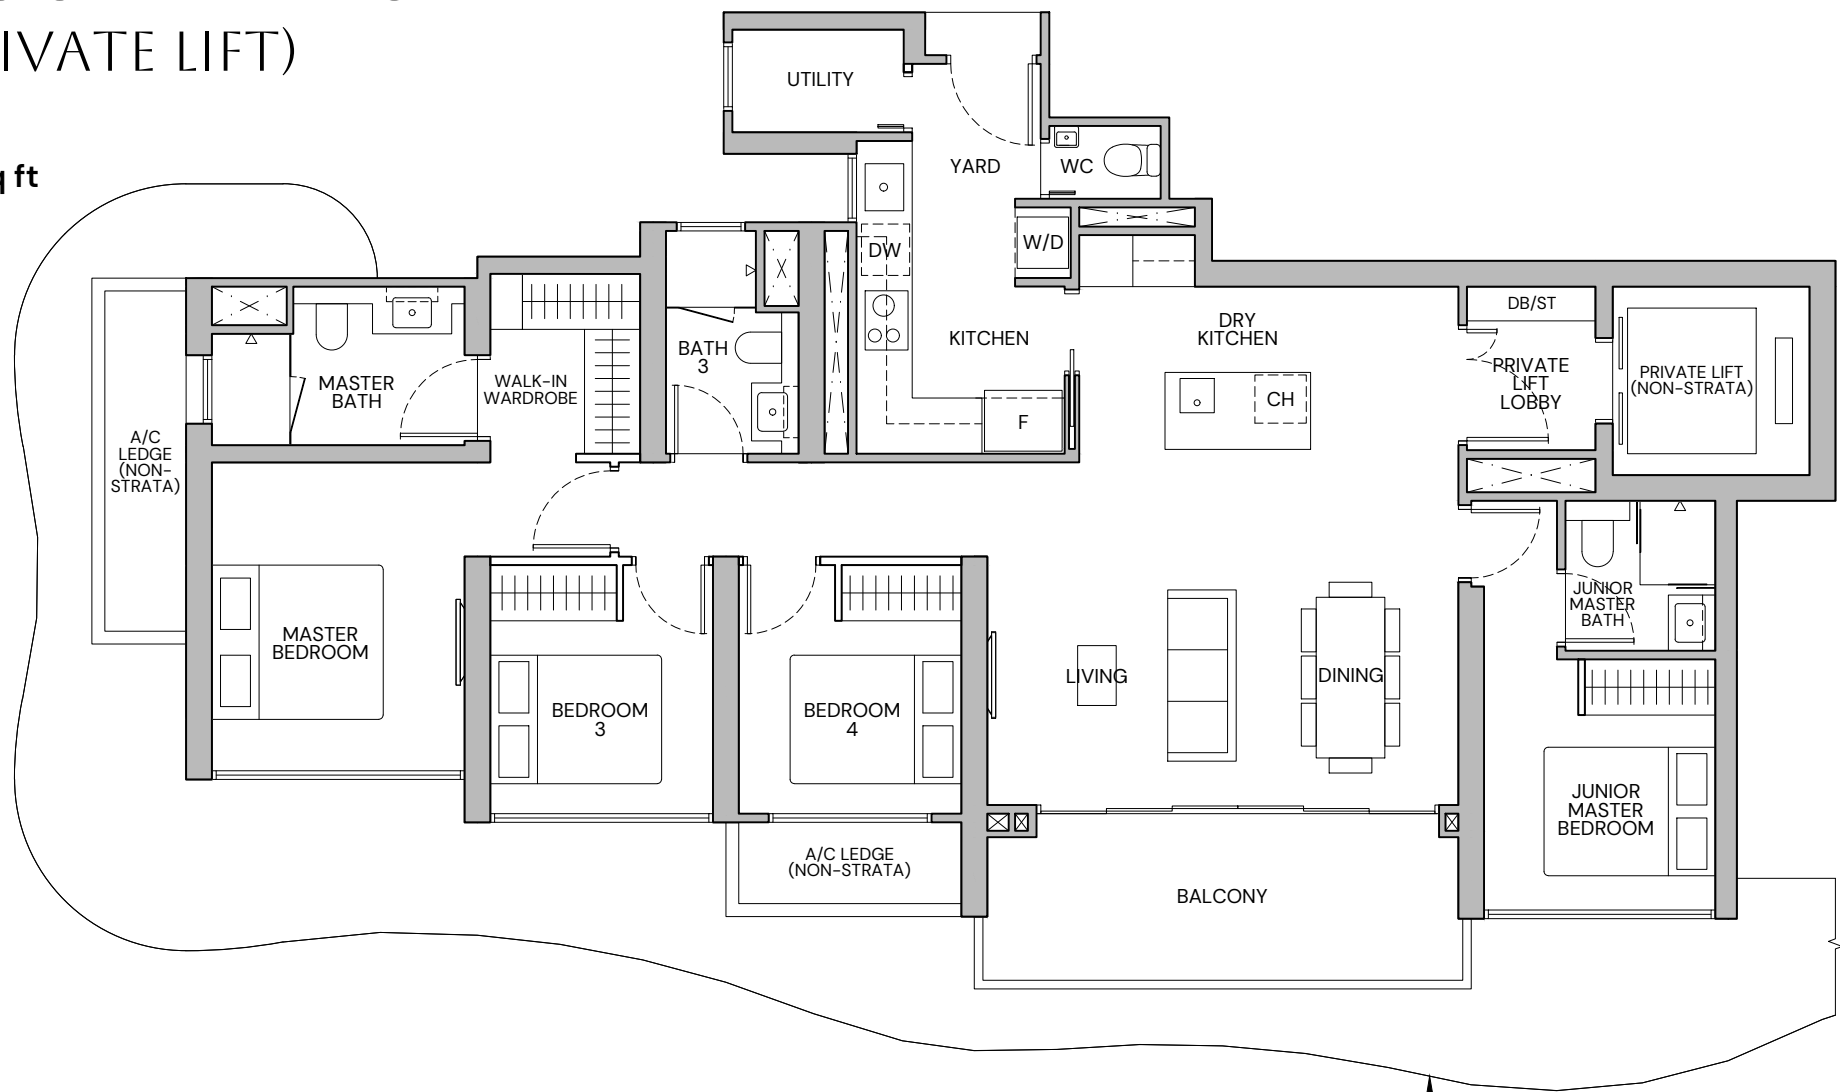 IVATE LIFT)
q ft
UTILITY
YARD
WC
DW
W/D
KITCHEN
DRY
KITCHEN
DB/ST
PRIVATE
LIFT
LOBBY
PRIVATE LIFT
(NON-STRATA)
BATH
3
MASTER
BATH
WALK-IN
WARDROBE
F
CH
A/C
LEDGE
(NON-
STRATA)
MASTER
BEDROOM
BEDROOM
3
BEDROOM
4
LIVING
DINING
JUNIOR
MASTER
BATH
JUNIOR
MASTER
BEDROOM
A/C LEDGE
(NON-STRATA)
BALCONY